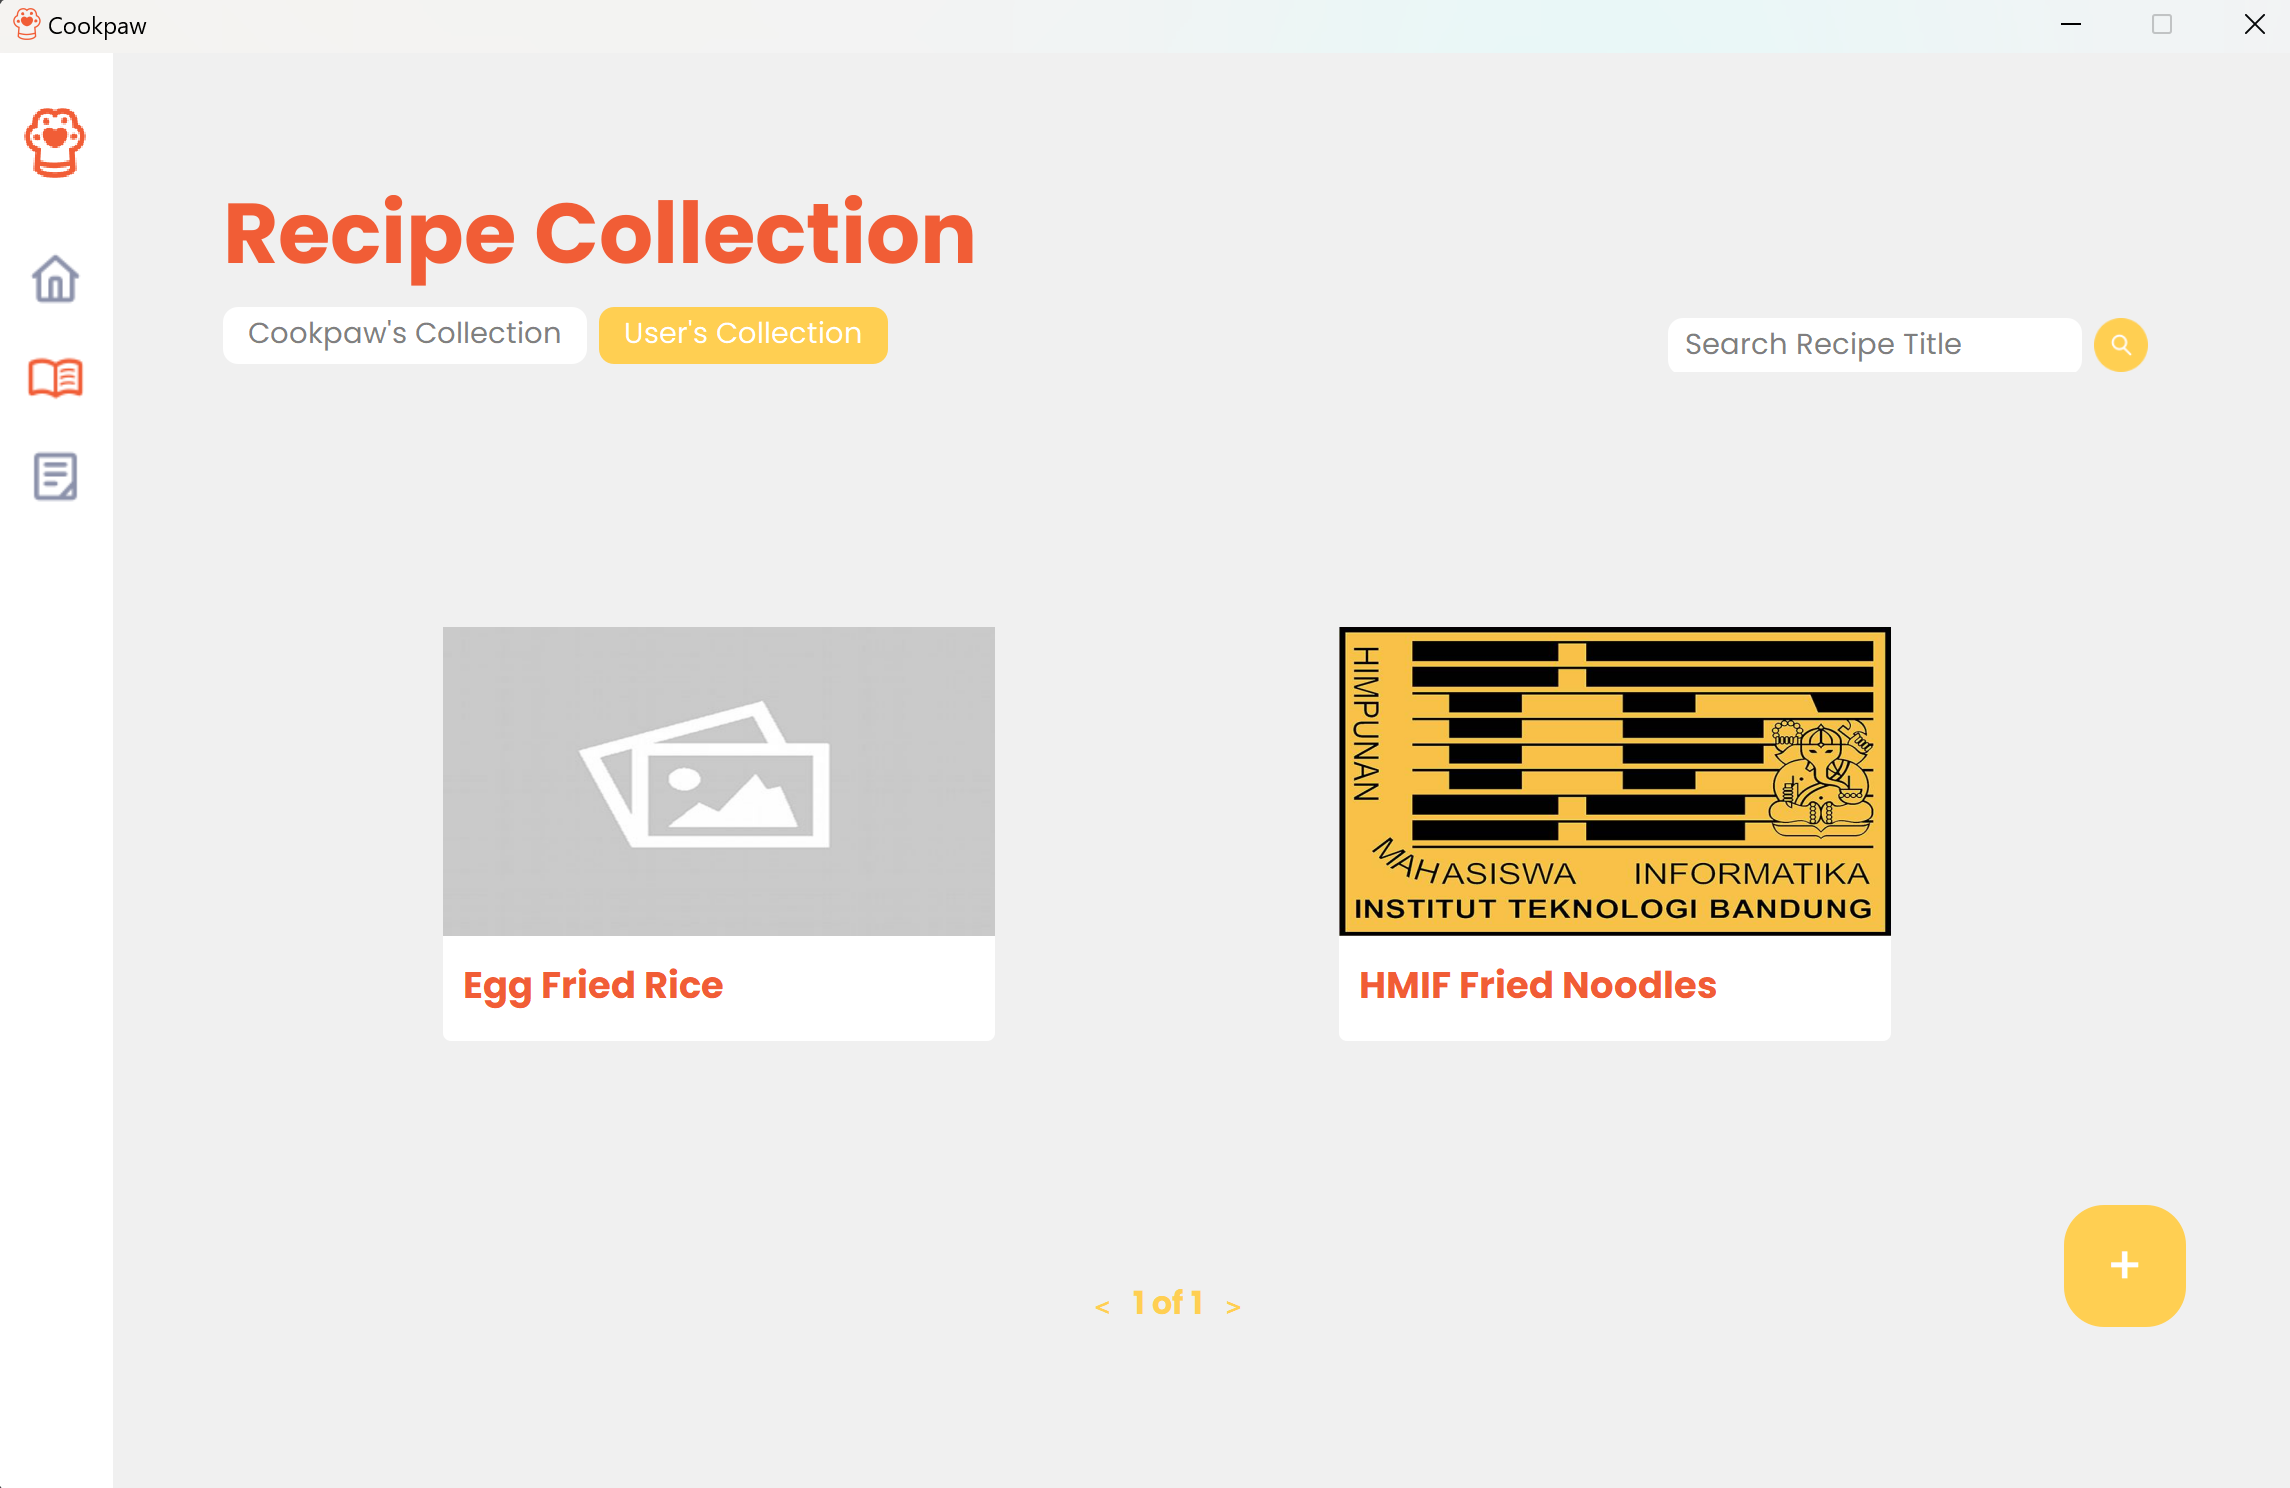 Cookpaw
Recipe Collection
Cookpaw's Collection
User's Collection
Search Recipe Title
HIMPUNAN
MAHASISWA INFORMATIKA
INSTITUT TEKNOLOGI BANDUNG
Egg Fried Rice
HMIF Fried Noodles
< 1 of 1 >
+